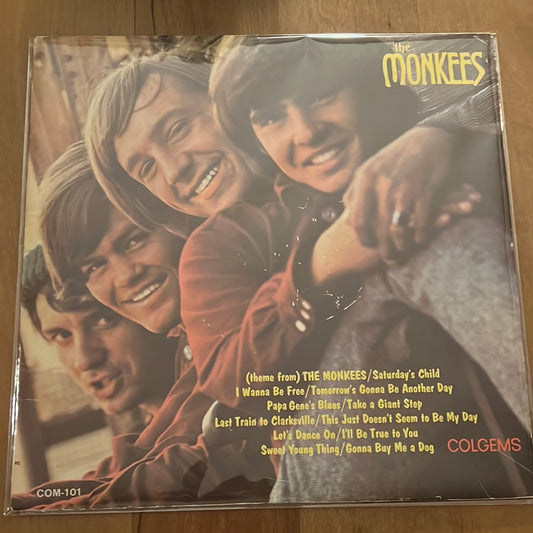 the
MONKEES
(theme from) THE MONKEES/Saturday's Child
I Wanna Be Free/Tomorrow's Gonna Be Another Day
Papa Gene's Blues/Take a Giant Step
Last Train to Clarksville/This Just Doesn't Seem to Be My Day
Let's Dance On/I'll Be True to You
Sweet Young Thing/Gonna Buy Me a Dog
COLGEMS
COM-101